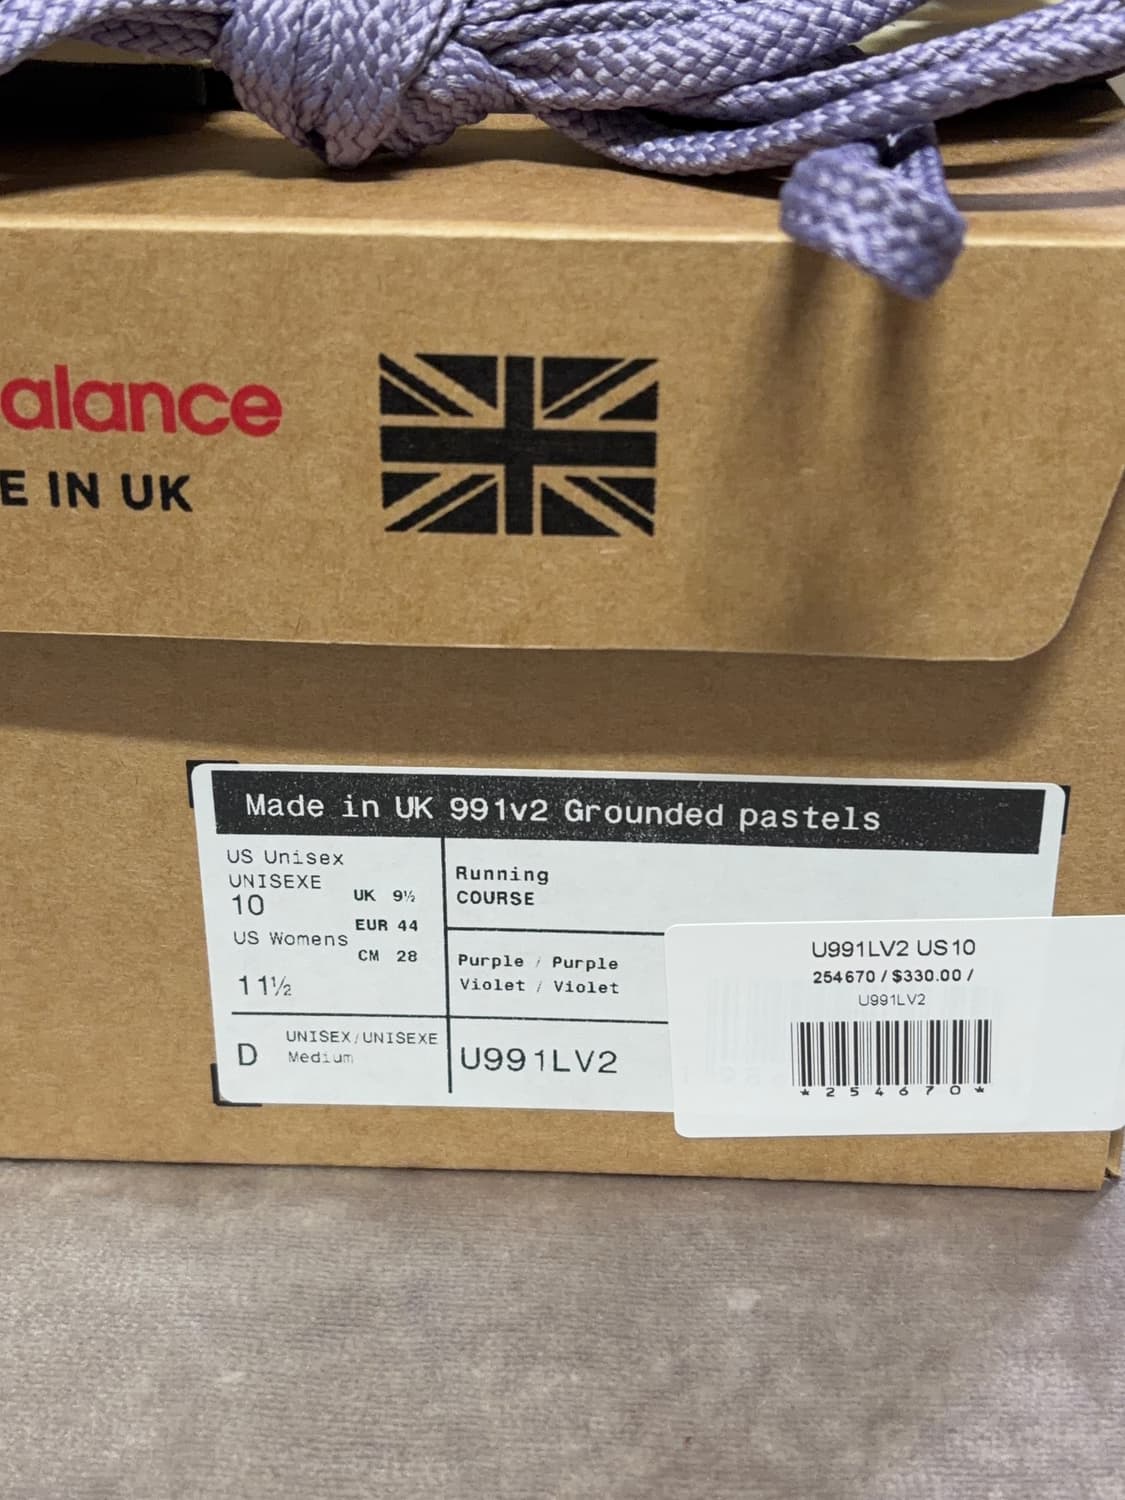 alance
E IN UK
Made in UK 991v2 Grounded pastels
US Unisex
UNISEXE
10
US Womens
11½
UK 9½
EUR 44
CM 28
Running
COURSE
Purple / Purple
Violet / Violet
D
UNISEX/UNISEXE
Medium
U991LV2
U991LV2 US10
254670 / $330.00 /
U991LV2
*254670*